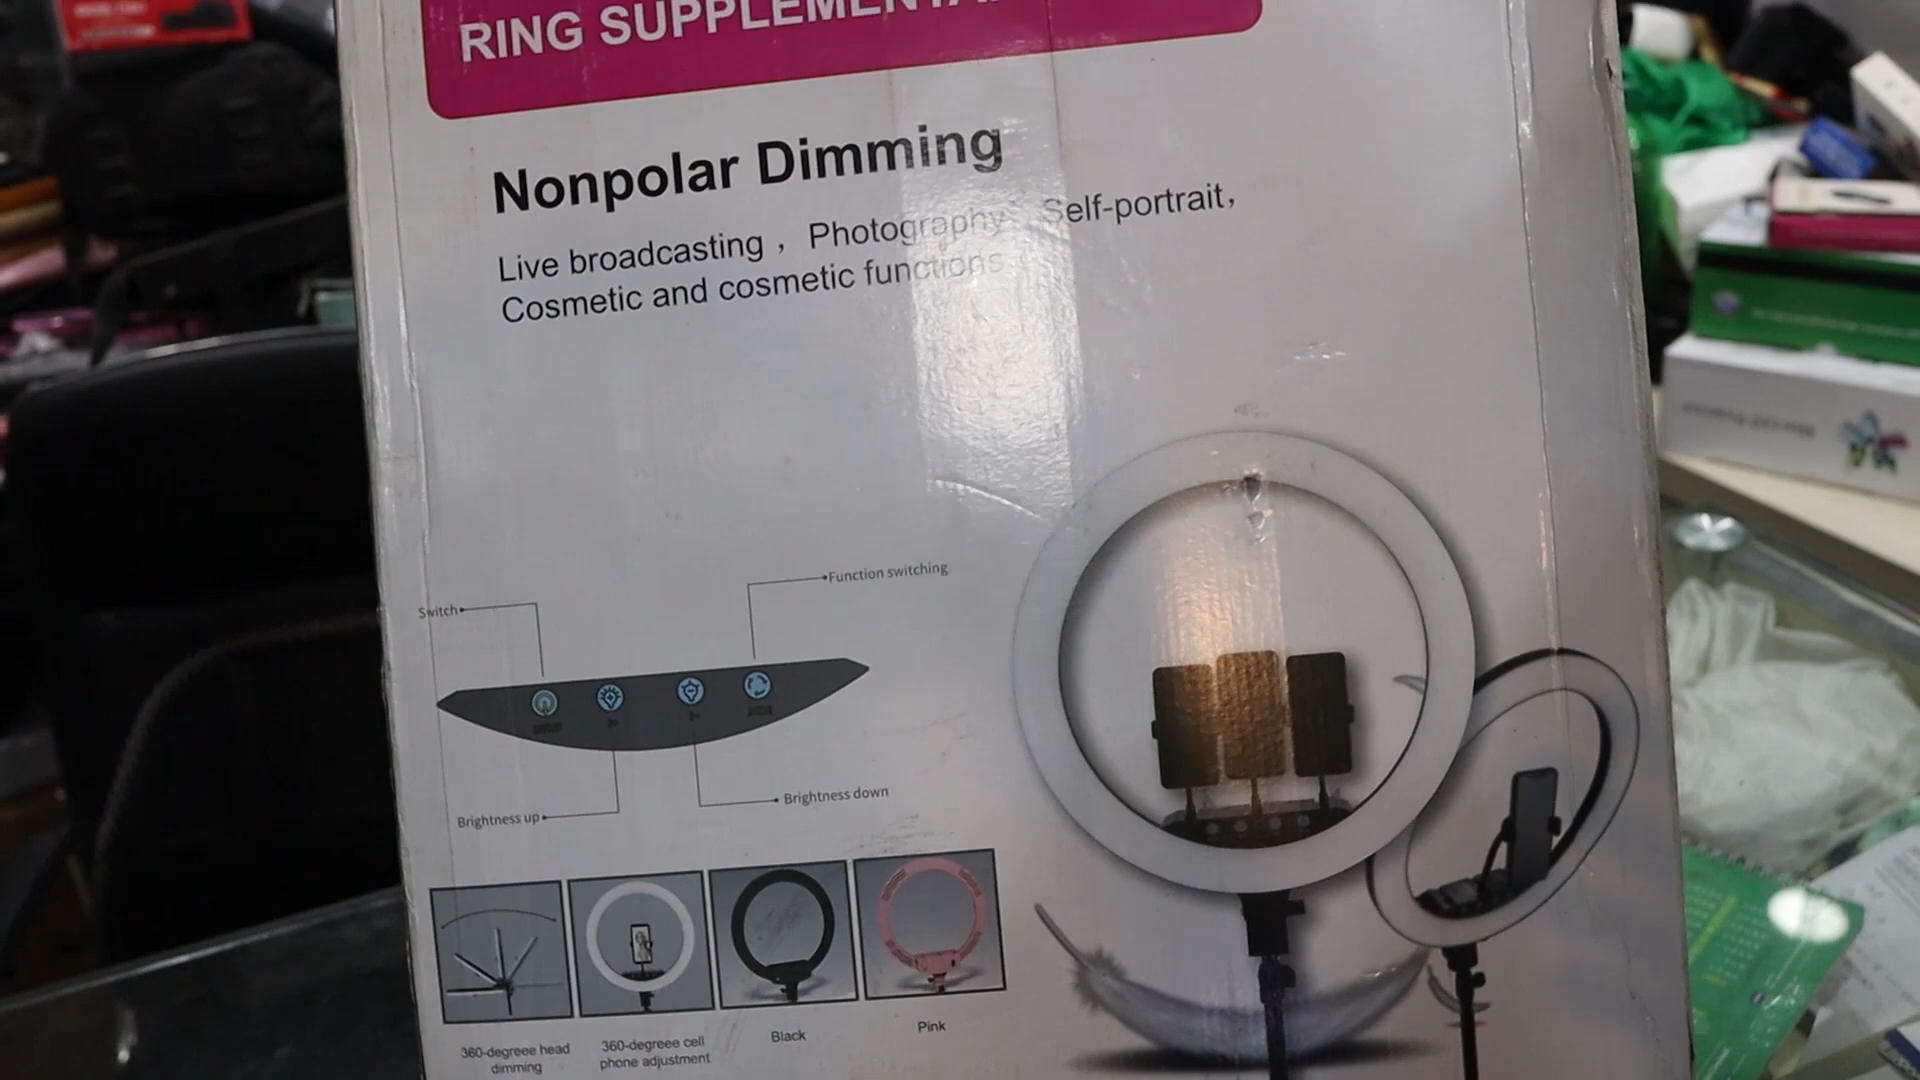 RING SUPPLEMENTA
Nonpolar Dimming
Live broadcasting , Photography Self-portrait,
Cosmetic and cosmetic functions
Function switching
Switch
Brightness down
Brightness up
360-degreee head
dimming
360-degreee cell
phone adjustment
Black
Pink